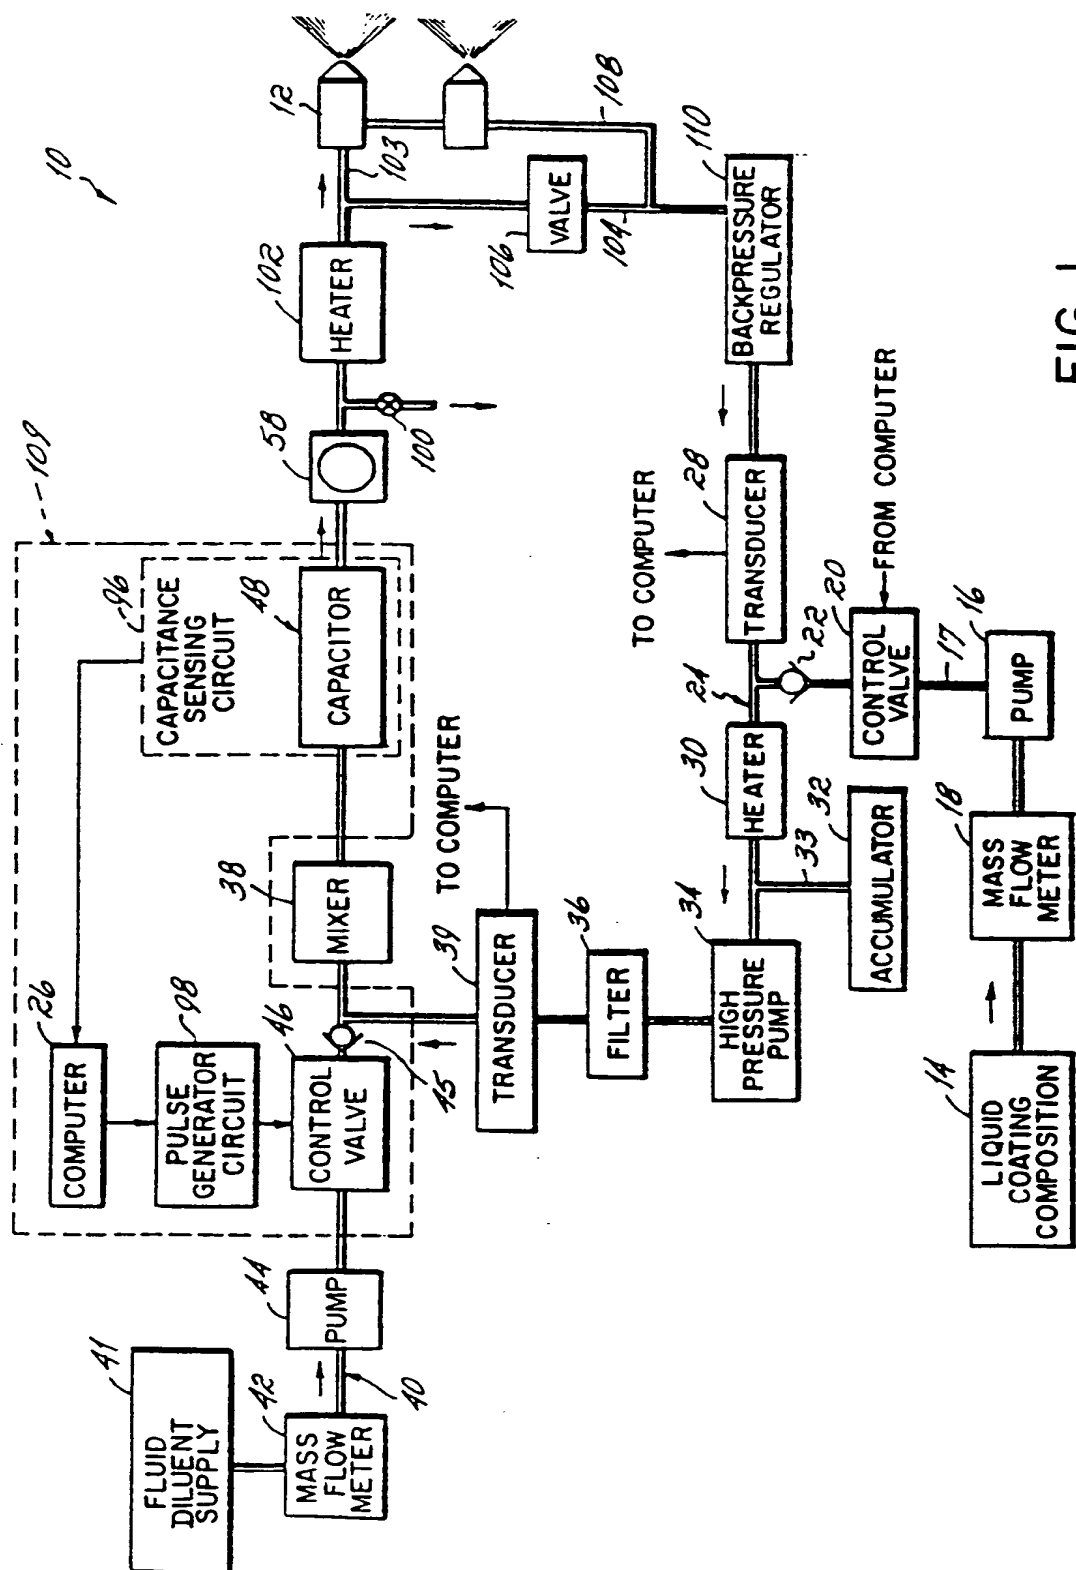 10
12
103
108
102
HEATER
106
VALVE
104
110
BACKPRESSURE
REGULATOR
109
96
CAPACITANCE
SENSING
CIRCUIT
48
CAPACITOR
58
100
38
MIXER
TO COMPUTER
26
COMPUTER
98
PULSE
GENERATOR
CIRCUIT
46
CONTROL
VALVE
45
39
TRANSDUCER
36
FILTER
34
HIGH
PRESSURE
PUMP
TO COMPUTER
28
TRANSDUCER
24
30
HEATER
22
20
CONTROL
VALVE
FROM COMPUTER
17
16
PUMP
33
32
ACCUMULATOR
18
MASS
FLOW
METER
14
LIQUID
COATING
COMPOSITION
44
PUMP
40
41
FLUID
DILUENT
SUPPLY
42
MASS
FLOW
METER
FIG. 1